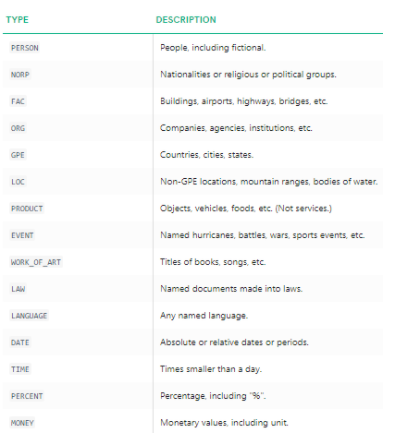 TYPE DESCRIPTION
PERSON People, including fictional.
NORP Nationalities or religious or political groups.
FAC Buildings, airports, highways, bridges, etc.
ORG Companies, agencies, institutions, etc.
GPE Countries, cities, states.
LOC Non-GPE locations, mountain ranges, bodies of water.
PRODUCT Objects, vehicles, foods, etc. (Not services.)
EVENT Named hurricanes, battles, wars, sports events, etc.
WORK_OF_ART Titles of books, songs, etc.
LAW Named documents made into laws.
LANGUAGE Any named language.
DATE Absolute or relative dates or periods.
TIME Times smaller than a day.
PERCENT Percentage, including "%".
MONEY Monetary values, including unit.